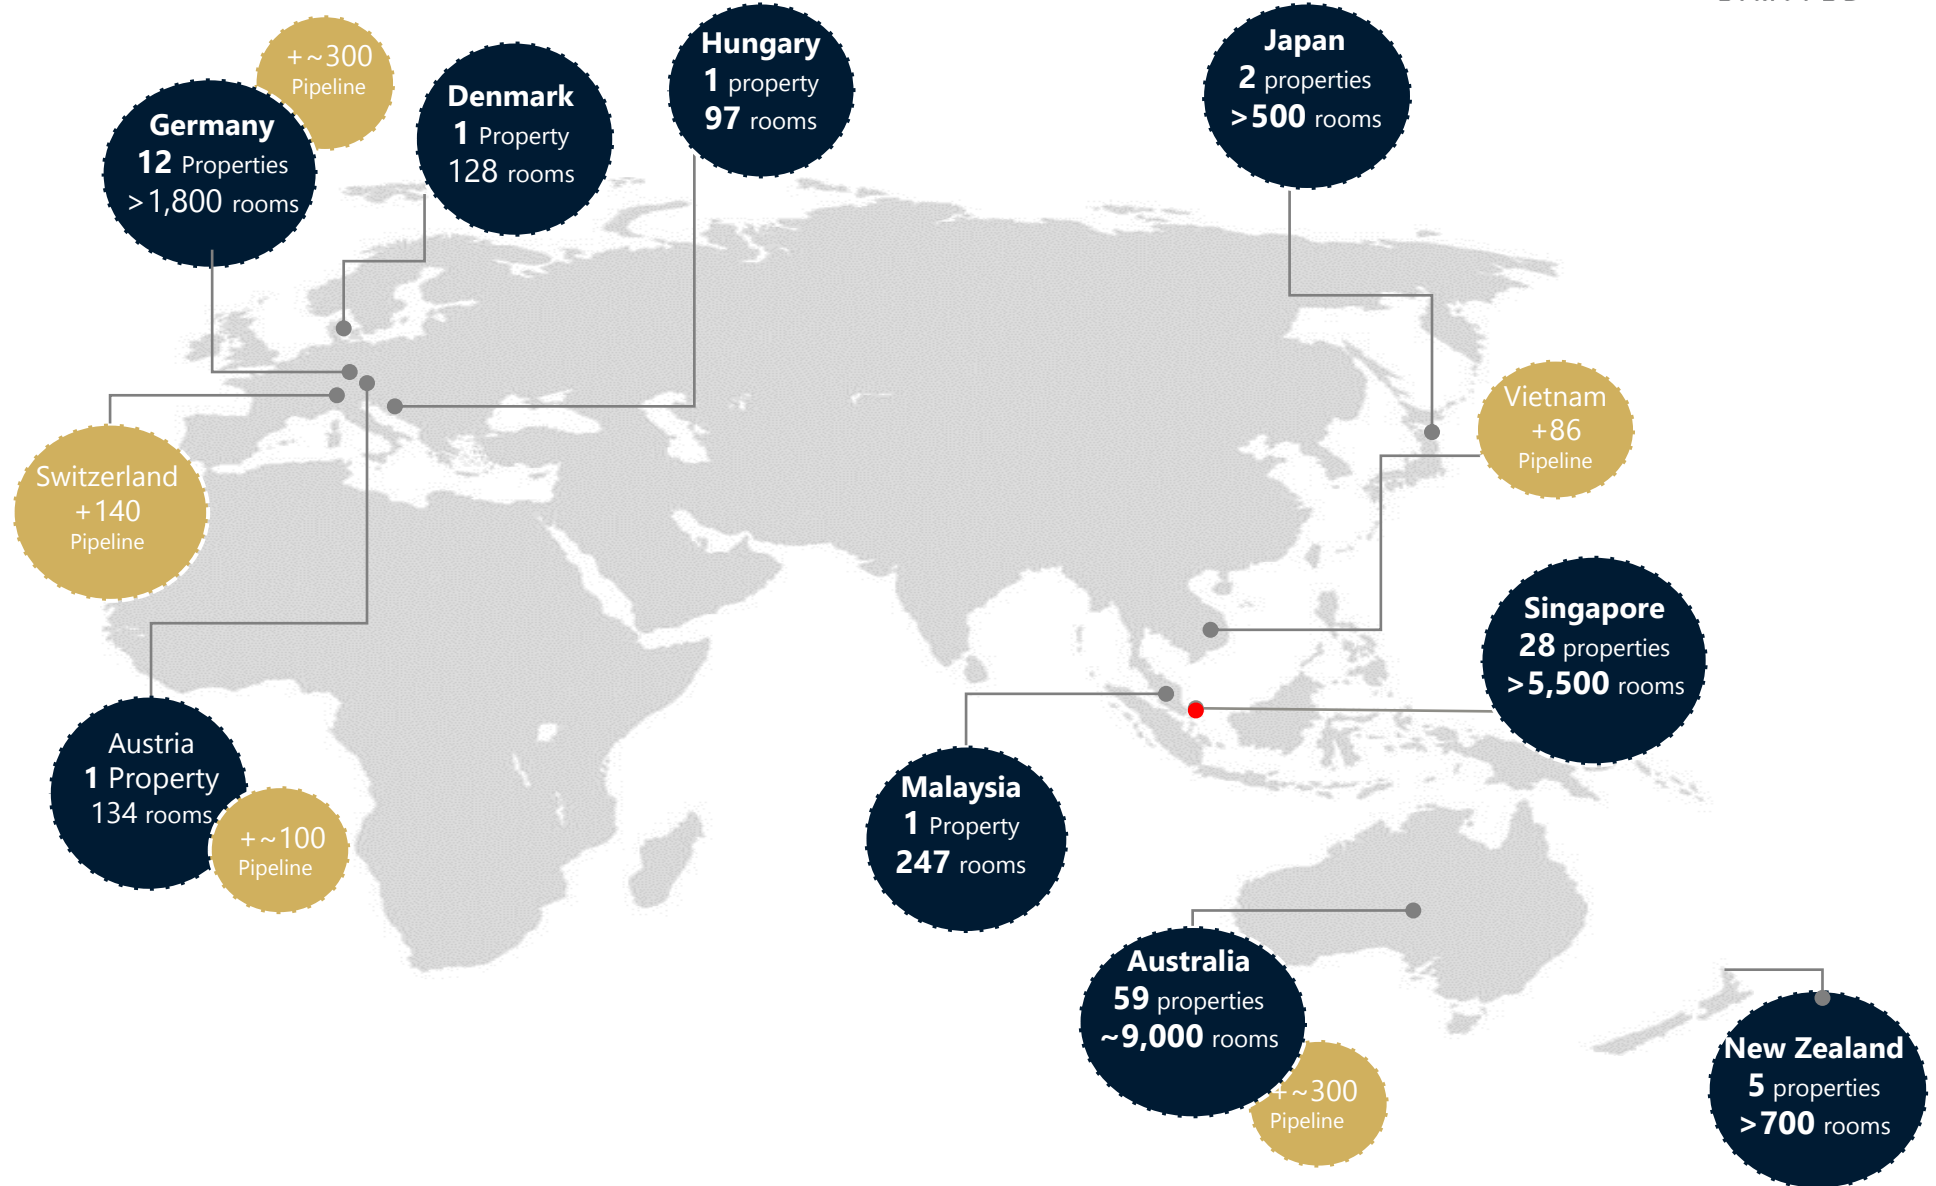 +~300
Pipeline
Germany
12 Properties
>1,800 rooms
Denmark
1 Property
128 rooms
Hungary
1 property
97 rooms
Japan
2 properties
>500 rooms
Vietnam
+86
Pipeline
Switzerland
+140
Pipeline
Singapore
28 properties
>5,500 rooms
Austria
1 Property
134 rooms
+~100
Pipeline
Malaysia
1 Property
247 rooms
Australia
59 properties
~9,000 rooms
+~300
Pipeline
New Zealand
5 properties
>700 rooms